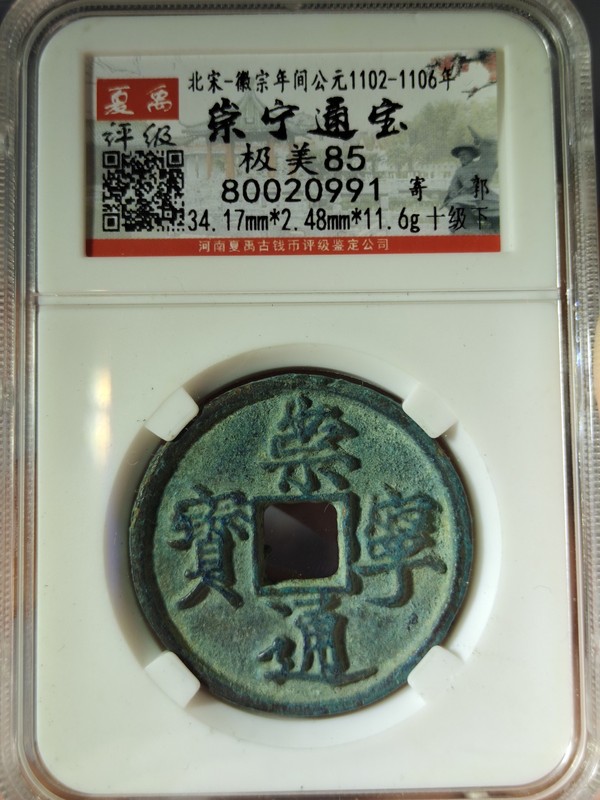 北宋-徽宗年间公元1102-1106年
夏禹
评级
崇宁通宝
极美85
80020991 寄郭
34.17mm*2.48mm*11.6g 十级下
河南夏禹古钱币评级鉴定公司
崇寧通寳